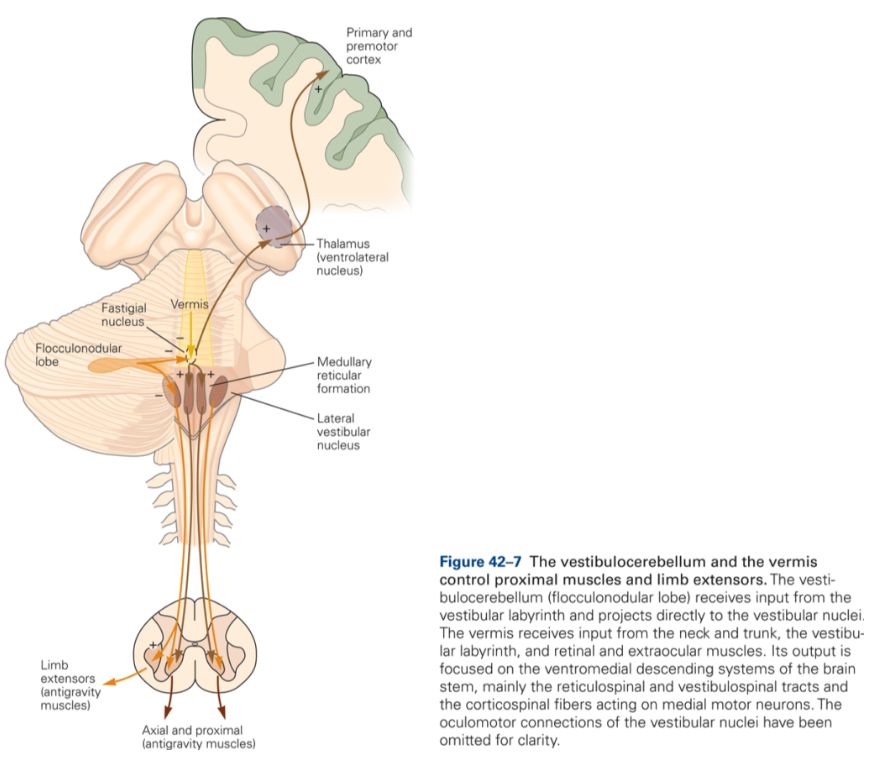 Primary and
premotor
cortex
Thalamus
(ventrolateral
nucleus)
Fastigial
nucleus
Vermis
Flocculonodular
lobe
Medullary
reticular
formation
Lateral
vestibular
nucleus
+
+
−
−
+
+
−
+
Limb
extensors
(antigravity
muscles)
Axial and proximal
(antigravity muscles)
Figure 42–7 The vestibulocerebellum and the vermis
control proximal muscles and limb extensors. The vesti-
bulocerebellum (flocculonodular lobe) receives input from the
vestibular labyrinth and projects directly to the vestibular nuclei.
The vermis receives input from the neck and trunk, the vestibu-
lar labyrinth, and retinal and extraocular muscles. Its output is
focused on the ventromedial descending systems of the brain
stem, mainly the reticulospinal and vestibulospinal tracts and
the corticospinal fibers acting on medial motor neurons. The
oculomotor connections of the vestibular nuclei have been
omitted for clarity.